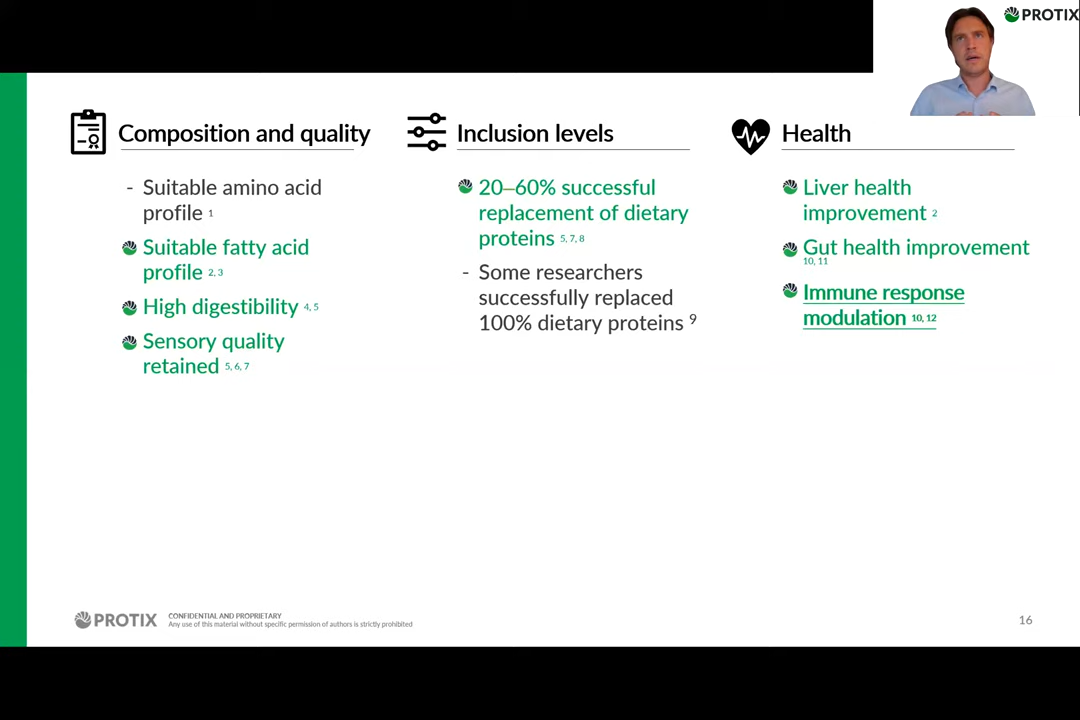 PROTIX
Composition and quality
- Suitable amino acid
profile 1
Suitable fatty acid
profile 2, 3
High digestibility 4, 5
Sensory quality
retained 5, 6, 7
Inclusion levels
20–60% successful
replacement of dietary
proteins 5, 7, 8
- Some researchers
successfully replaced
100% dietary proteins 9
Health
Liver health
improvement 2
Gut health improvement
10, 11
Immune response
modulation 10, 12
PROTIX
CONFIDENTIAL AND PROPRIETARY
Any use of this material without specific permission of authors is strictly prohibited
16